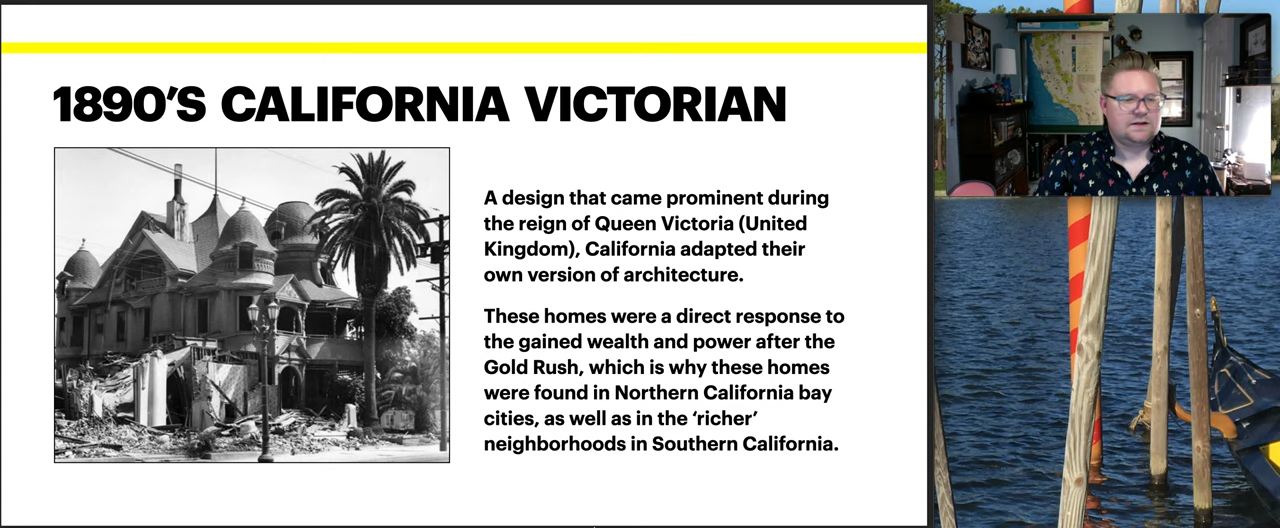 1890'S CALIFORNIA VICTORIAN
A design that came prominent during
the reign of Queen Victoria (United
Kingdom), California adapted their
own version of architecture.
These homes were a direct response to
the gained wealth and power after the
Gold Rush, which is why these homes
were found in Northern California bay
cities, as well as in the ‘richer’
neighborhoods in Southern California.